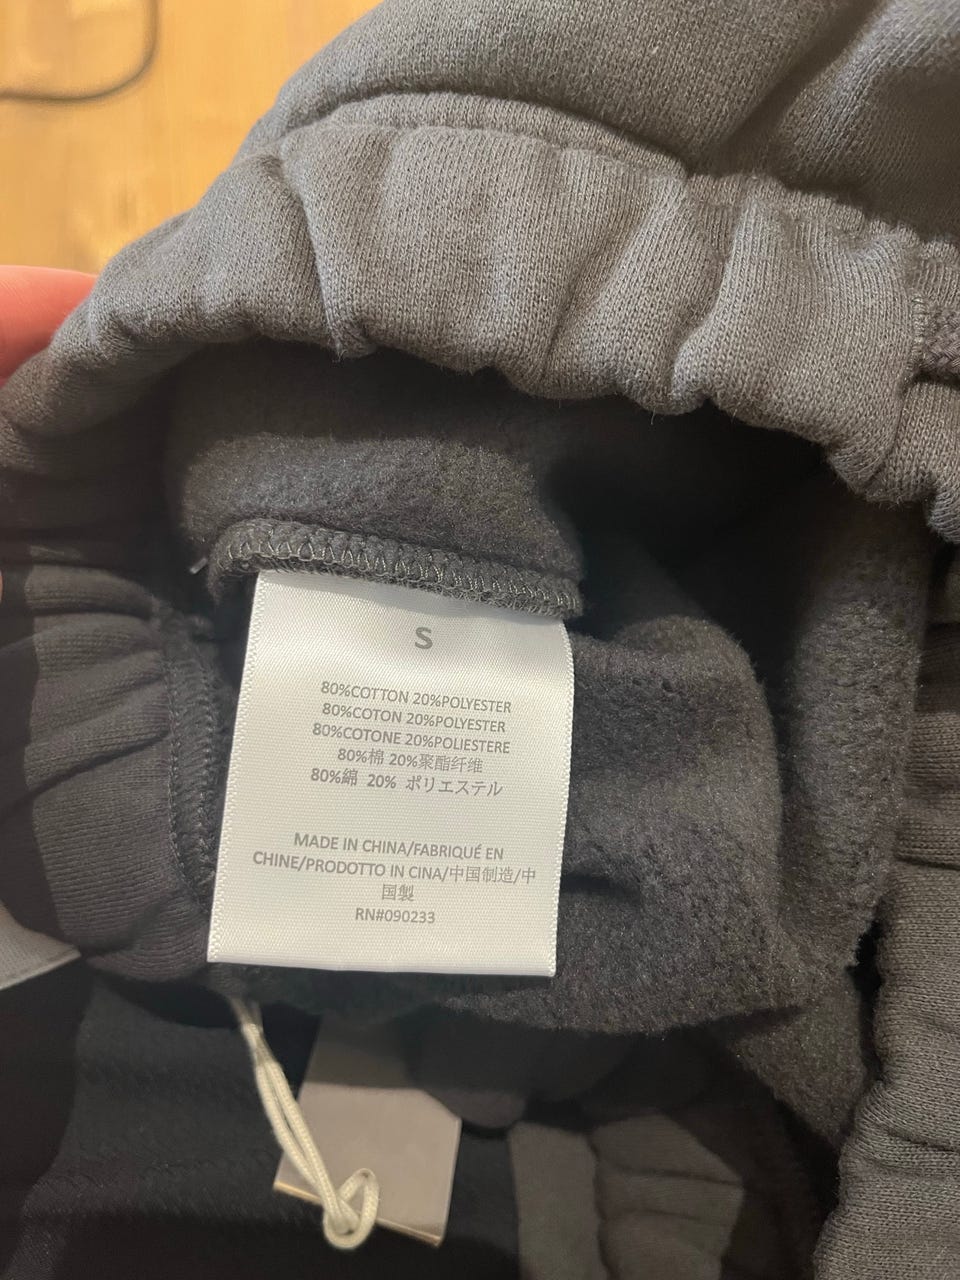 S
80%COTTON 20%POLYESTER
80%COTON 20%POLYESTER
80%COTONE 20%POLIESTERE
80%棉 20%聚酯纤维
80%綿 20% ポリエステル
MADE IN CHINA/FABRIQUÉ EN
CHINE/PRODOTTO IN CINA/中国制造/中
国製
RN#090233